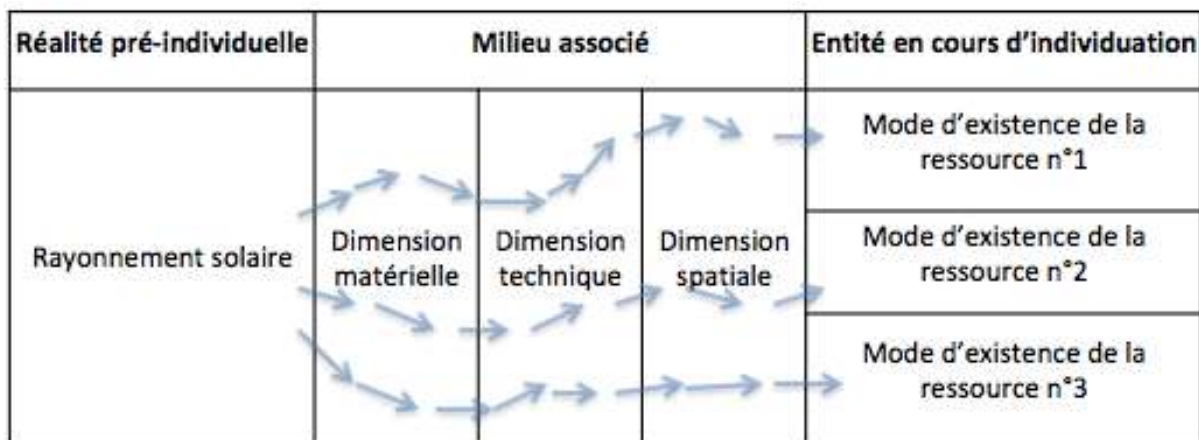 Réalité pré-individuelle
Milieu associé
Entité en cours d'individuation
Rayonnement solaire
Dimension
matérielle
Dimension
technique
Dimension
spatiale
Mode d'existence de la
ressource n°1
Mode d'existence de la
ressource n°2
Mode d'existence de la
ressource n°3